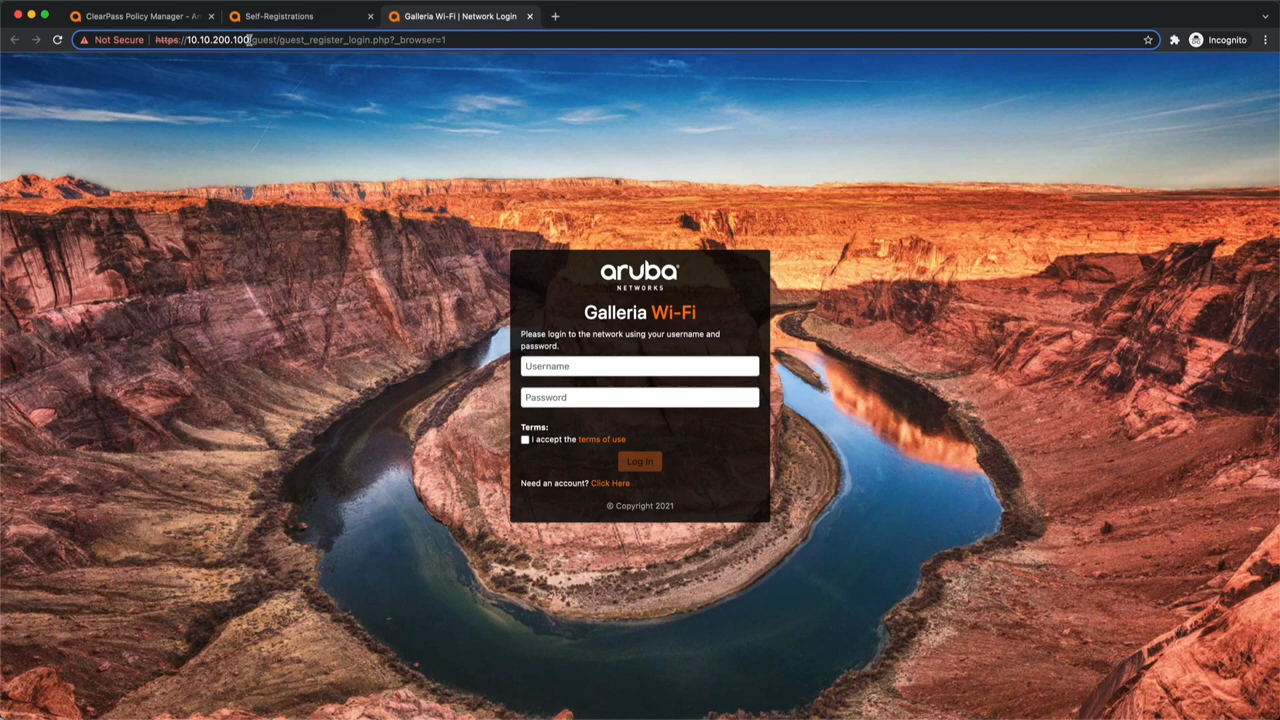 ClearPass Policy Manager - A
Self-Registrations
Galleria Wi-Fi | Network Login
Not Secure
https://10.10.200.100/guest/guest_register_login.php?_browser=1
Incognito
aruba
NETWORKS
Galleria Wi-Fi
Please login to the network using your username and
password.
Username
Password
Terms:
I accept the terms of use
Log In
Need an account? Click Here
© Copyright 2021